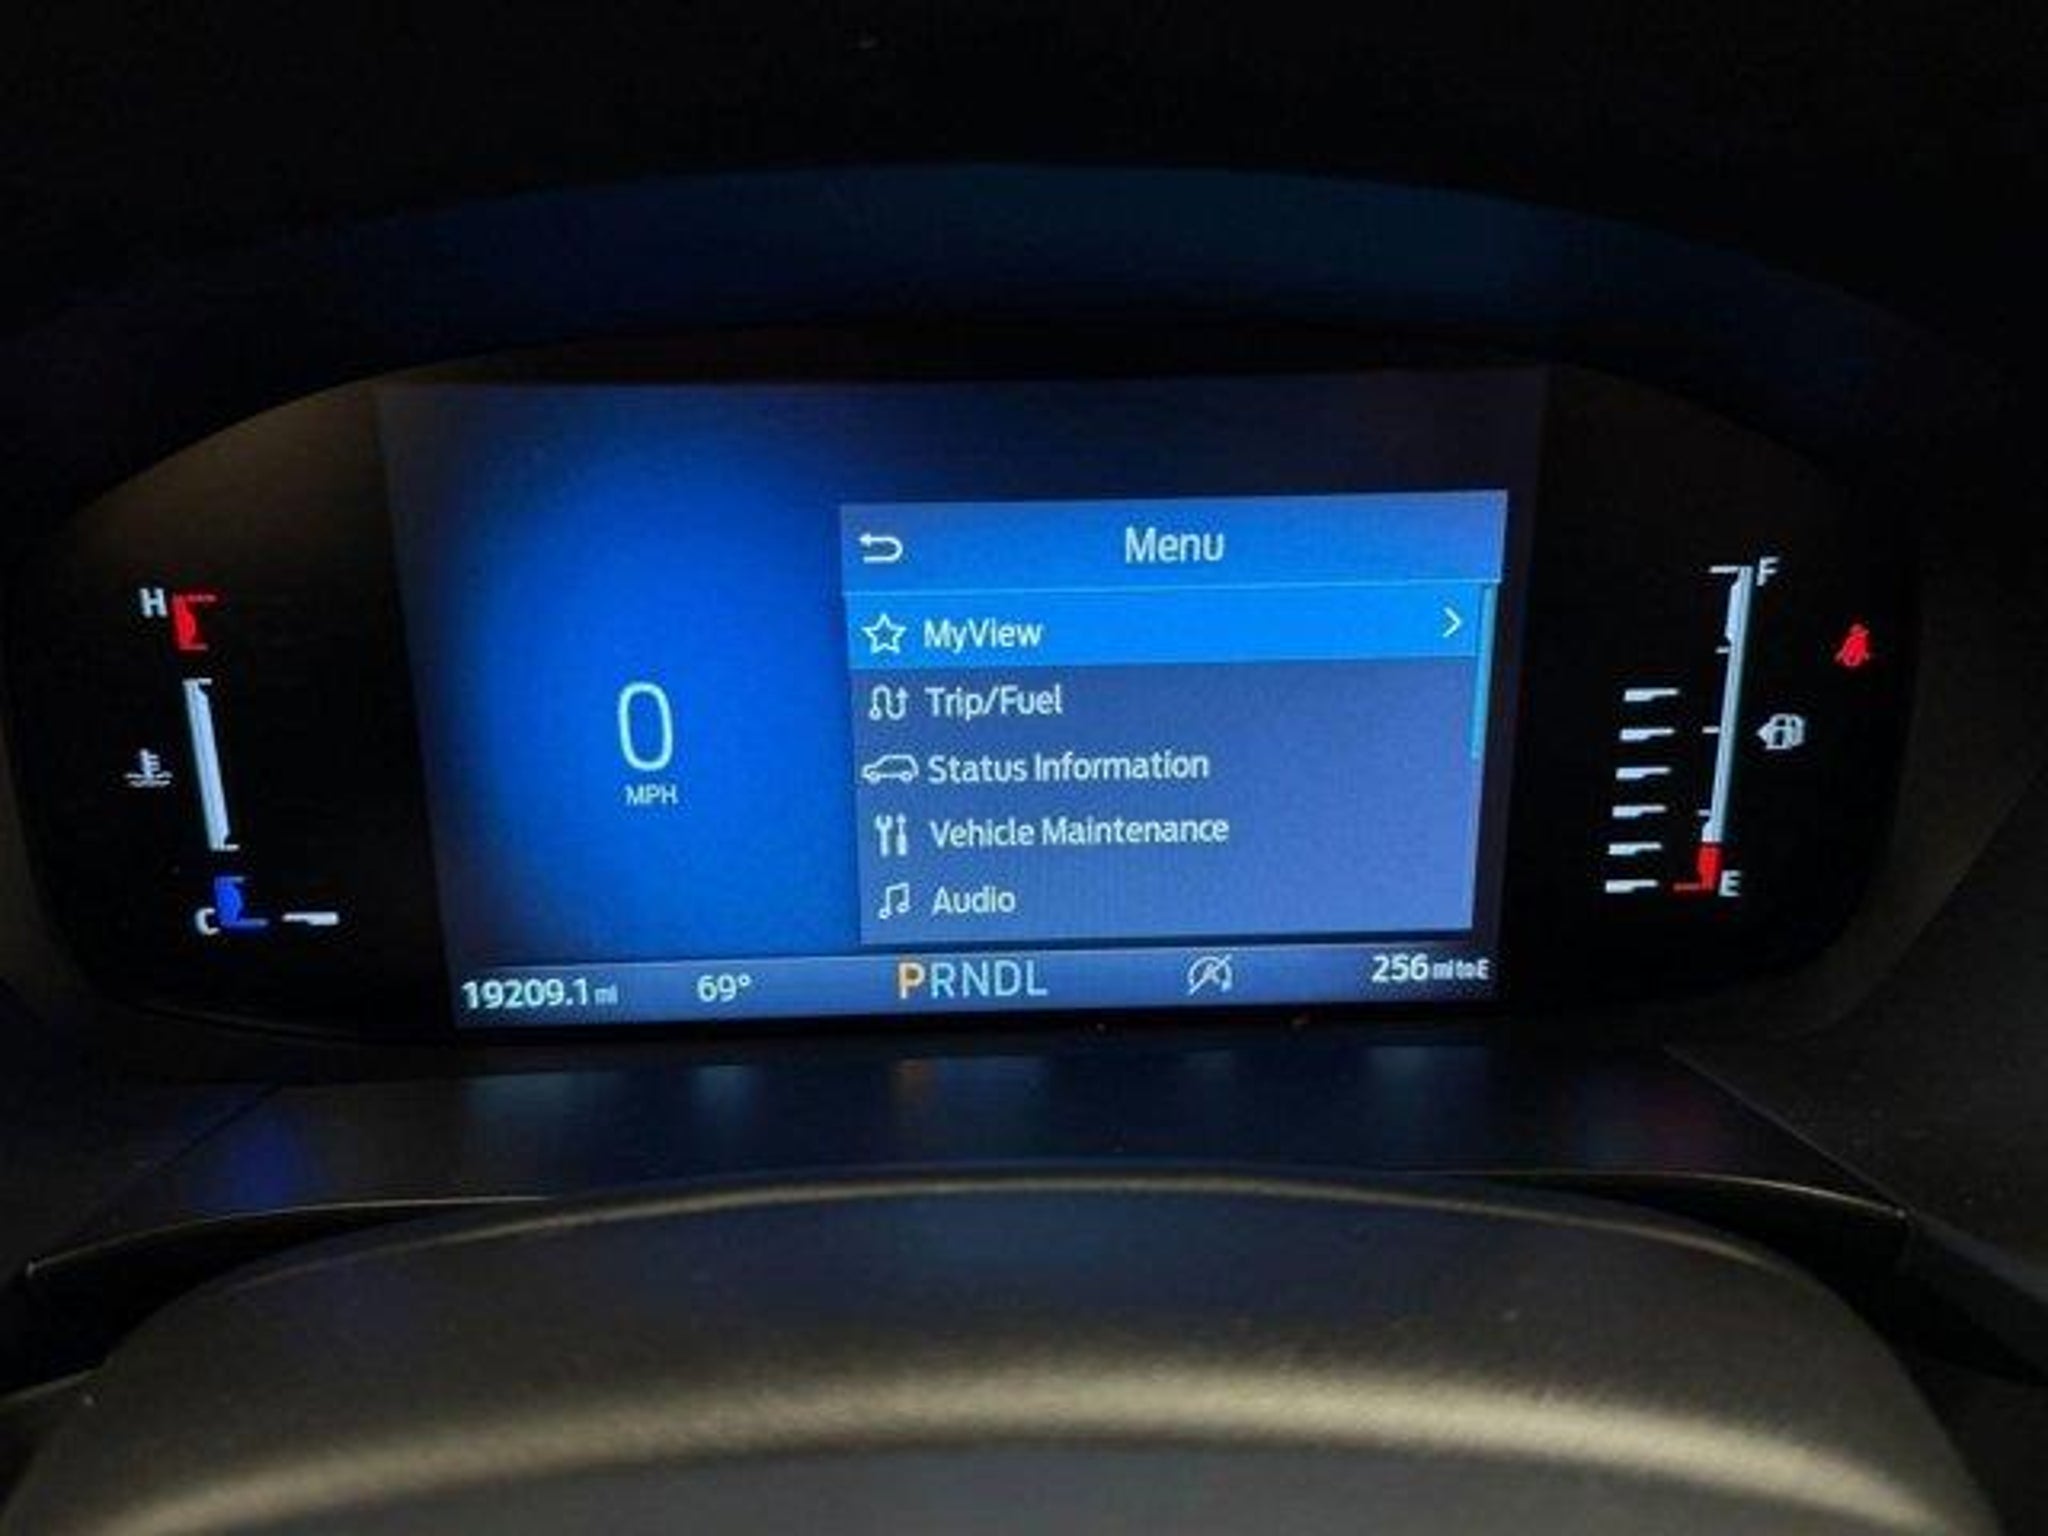 Menu
MyView
Trip/Fuel
Status Information
Vehicle Maintenance
Audio
0
MPH
H
C
F
E
19209.1 mi
69°
PRNDL
256 mi to E